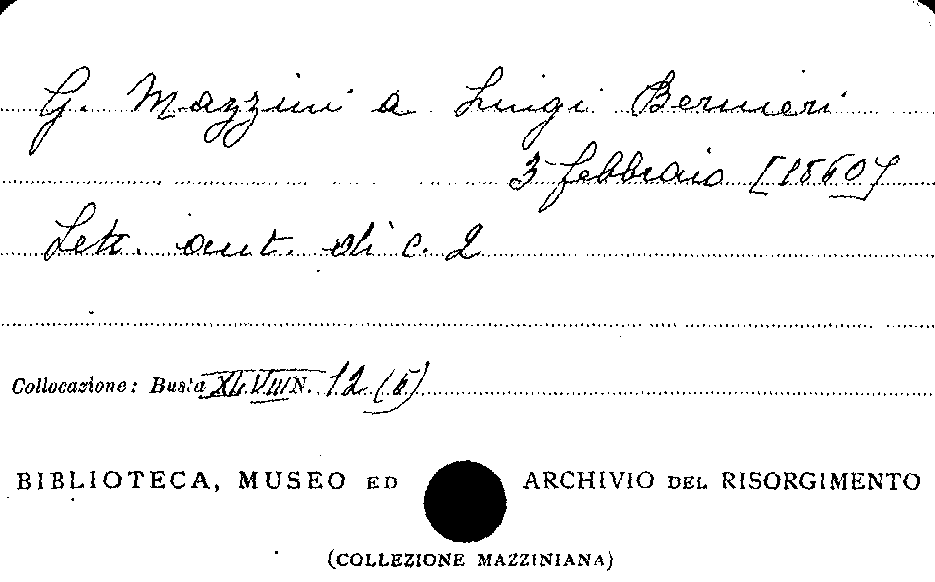 G. Mazzini a Luigi Bernieri
3 febbraio [1860]
Lett. aut. di c. 2
Collocazione: Busta XLVIII N. 12 (5)
BIBLIOTECA, MUSEO ED ARCHIVIO DEL RISORGIMENTO
(COLLEZIONE MAZZINIANA)